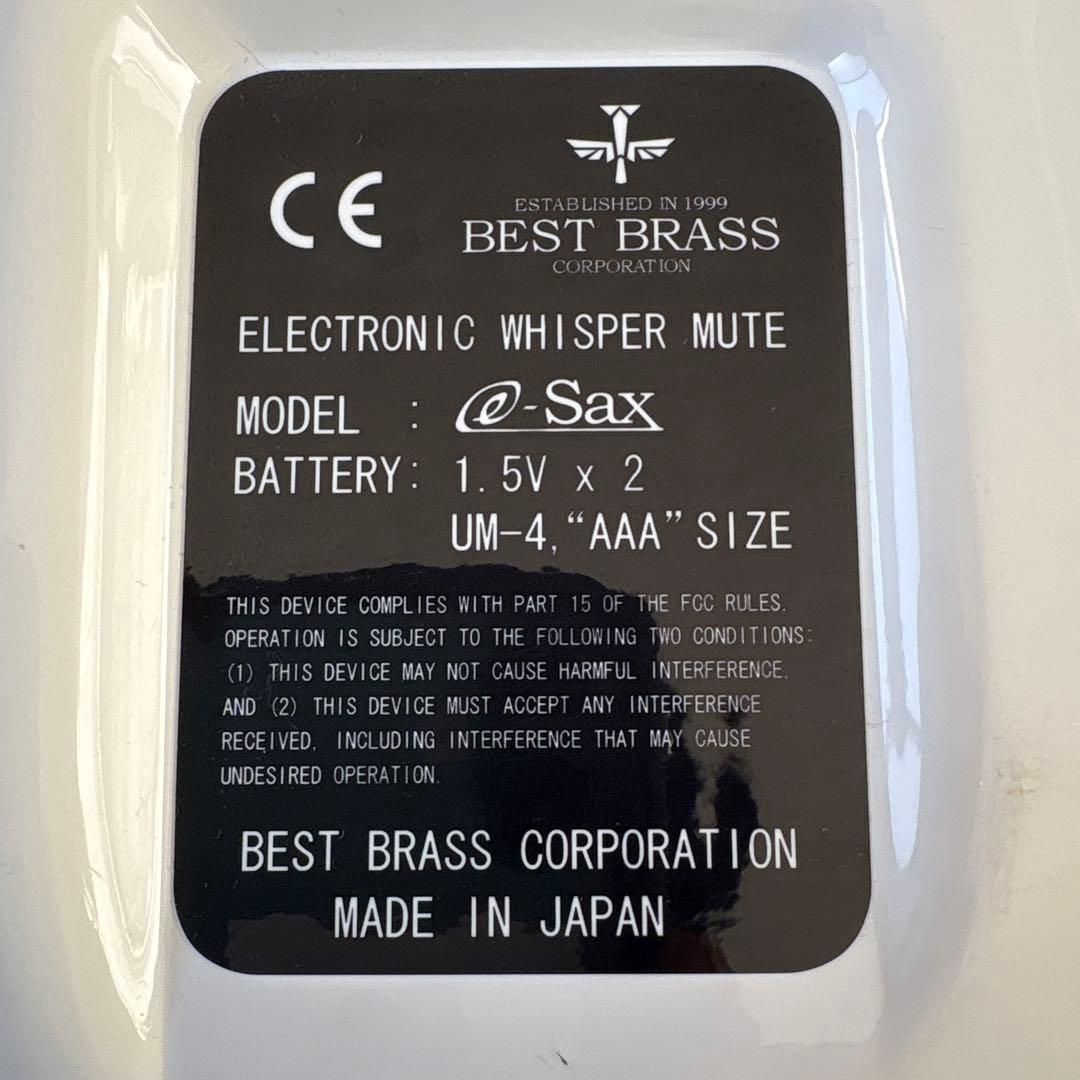 CE
ESTABLISHED IN 1999
BEST BRASS
CORPORATION
ELECTRONIC WHISPER MUTE
MODEL : e-Sax
BATTERY: 1.5V x 2
UM-4, “AAA” SIZE
THIS DEVICE COMPLIES WITH PART 15 OF THE FCC RULES.
OPERATION IS SUBJECT TO THE FOLLOWING TWO CONDITIONS:
(1) THIS DEVICE MAY NOT CAUSE HARMFUL INTERFERENCE,
AND (2) THIS DEVICE MUST ACCEPT ANY INTERFERENCE
RECEIVED, INCLUDING INTERFERENCE THAT MAY CAUSE
UNDESIRED OPERATION.
BEST BRASS CORPORATION
MADE IN JAPAN